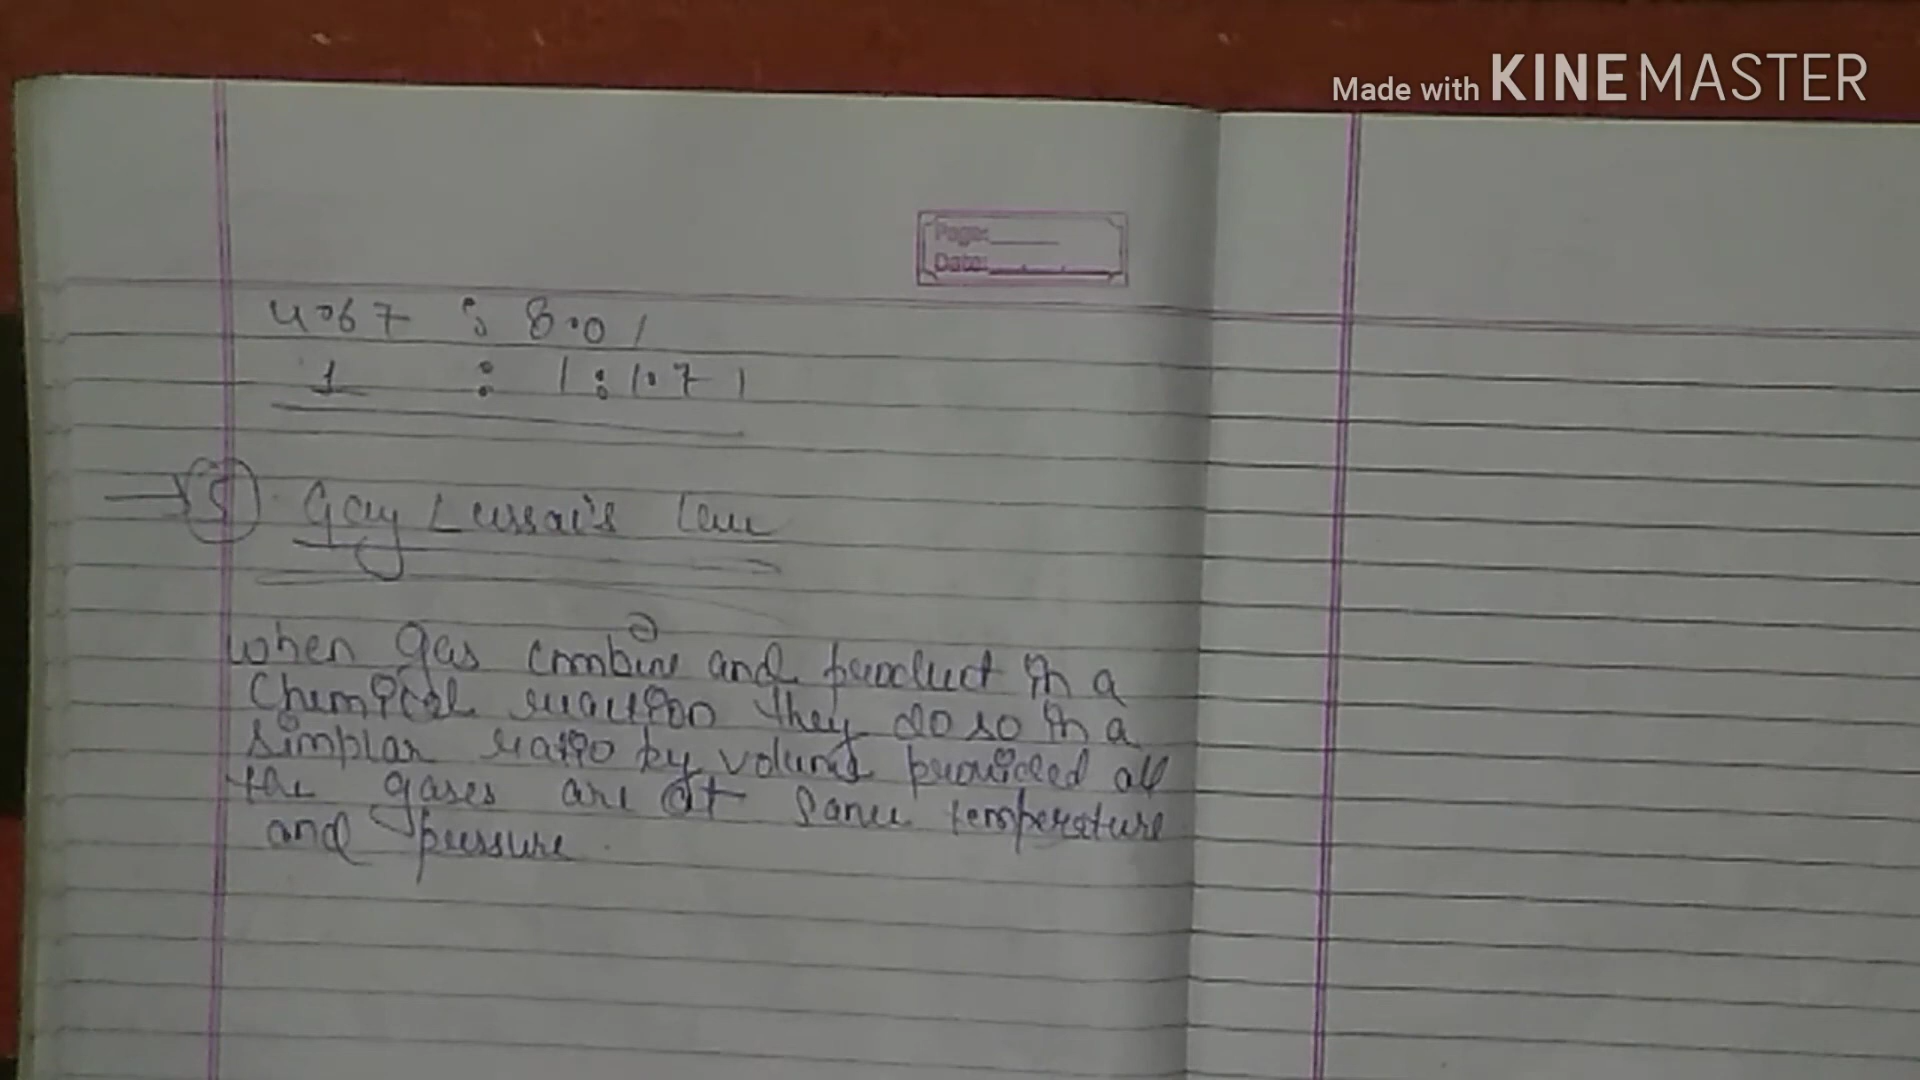 Made with KINEMASTER
Page:
Date:
4.67 : 8.01
1 : 1:1.71
→ 5 Gay Lussai's law
When gas combine and product in a
Chemical reaction they do so in a
simplar ratio by volume provided all
the gases are at same temperature
and pressure.